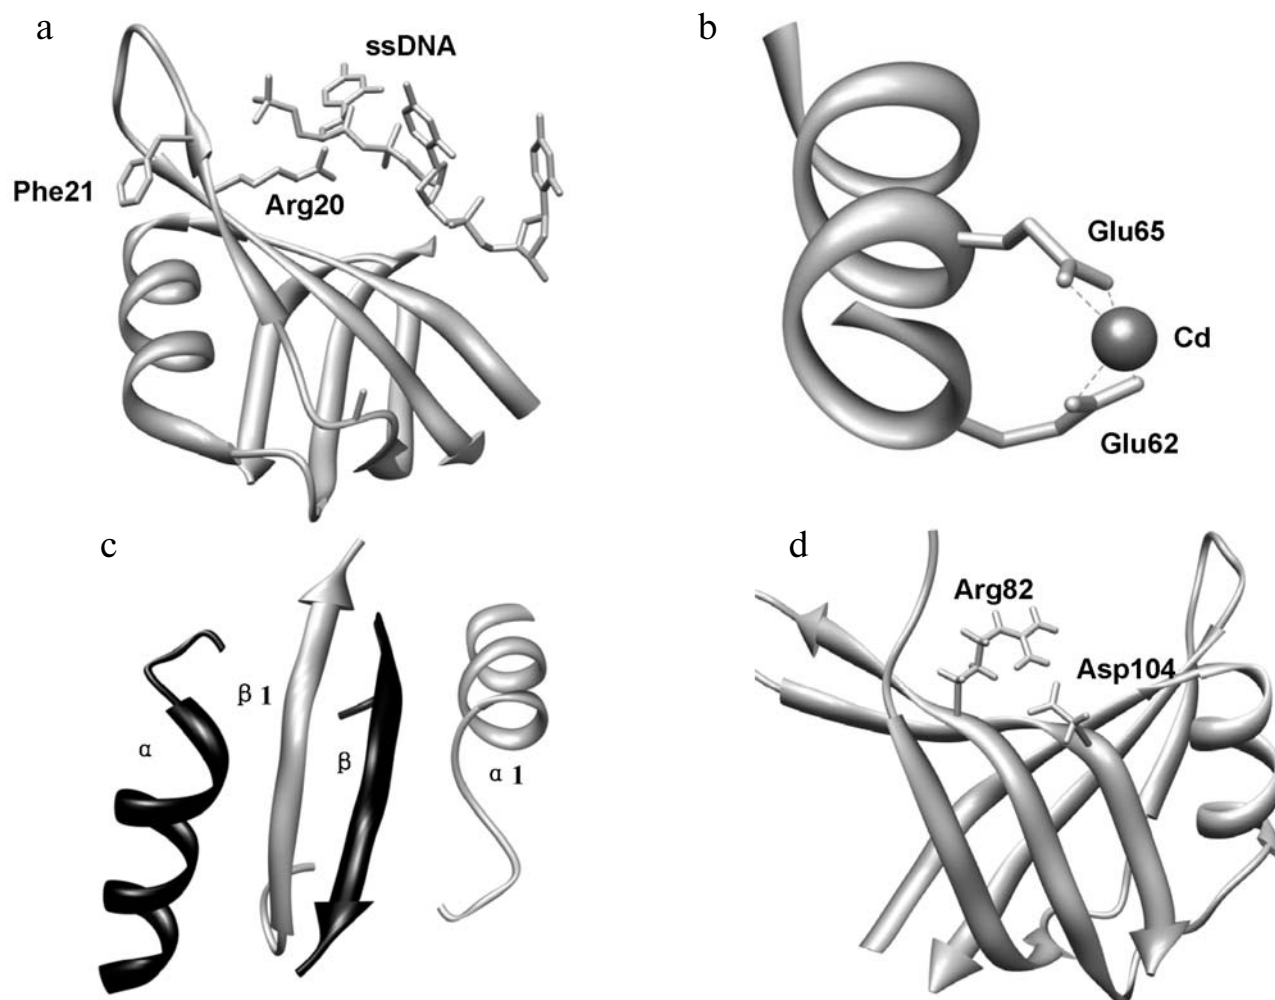 a
ssDNA
Phe21
Arg20
b
Glu65
Cd
Glu62
c
β 1
α
β
α 1
d
Arg82
Asp104